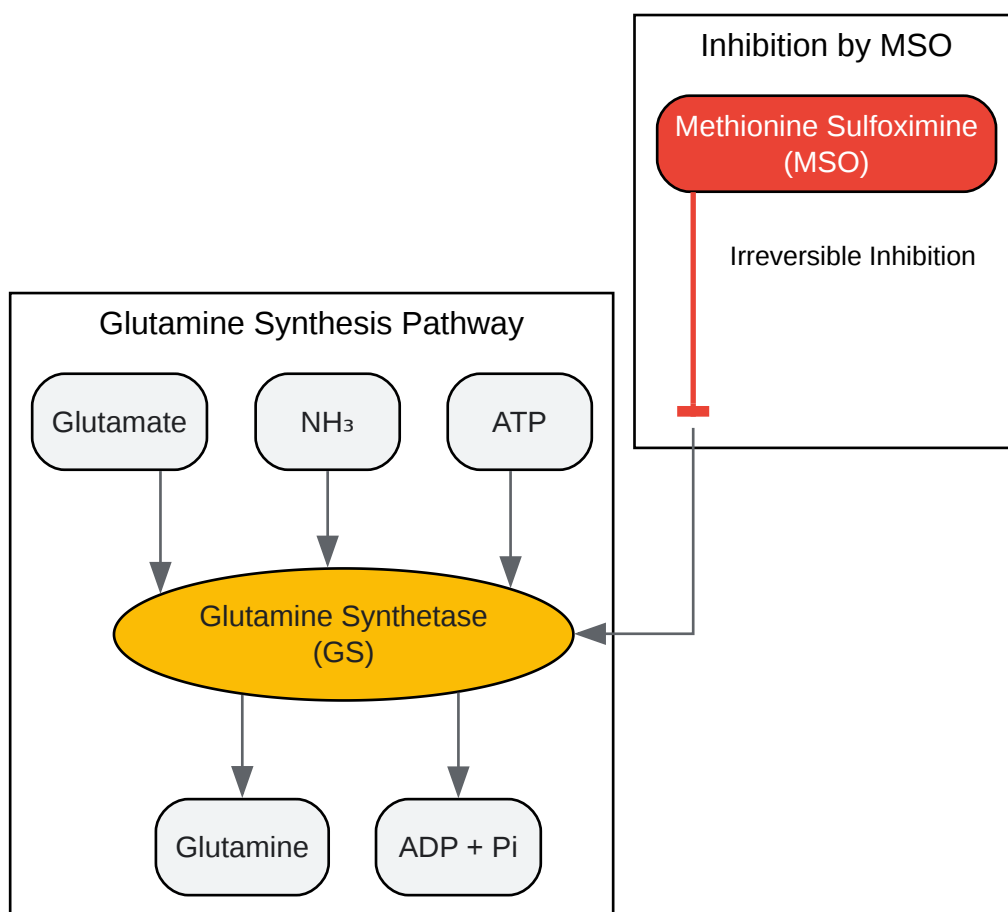 Inhibition by MSO
Methionine Sulfoximine
(MSO)
Irreversible Inhibition
Glutamine Synthesis Pathway
Glutamate
NH₃
ATP
Glutamine Synthetase
(GS)
Glutamine
ADP + Pi